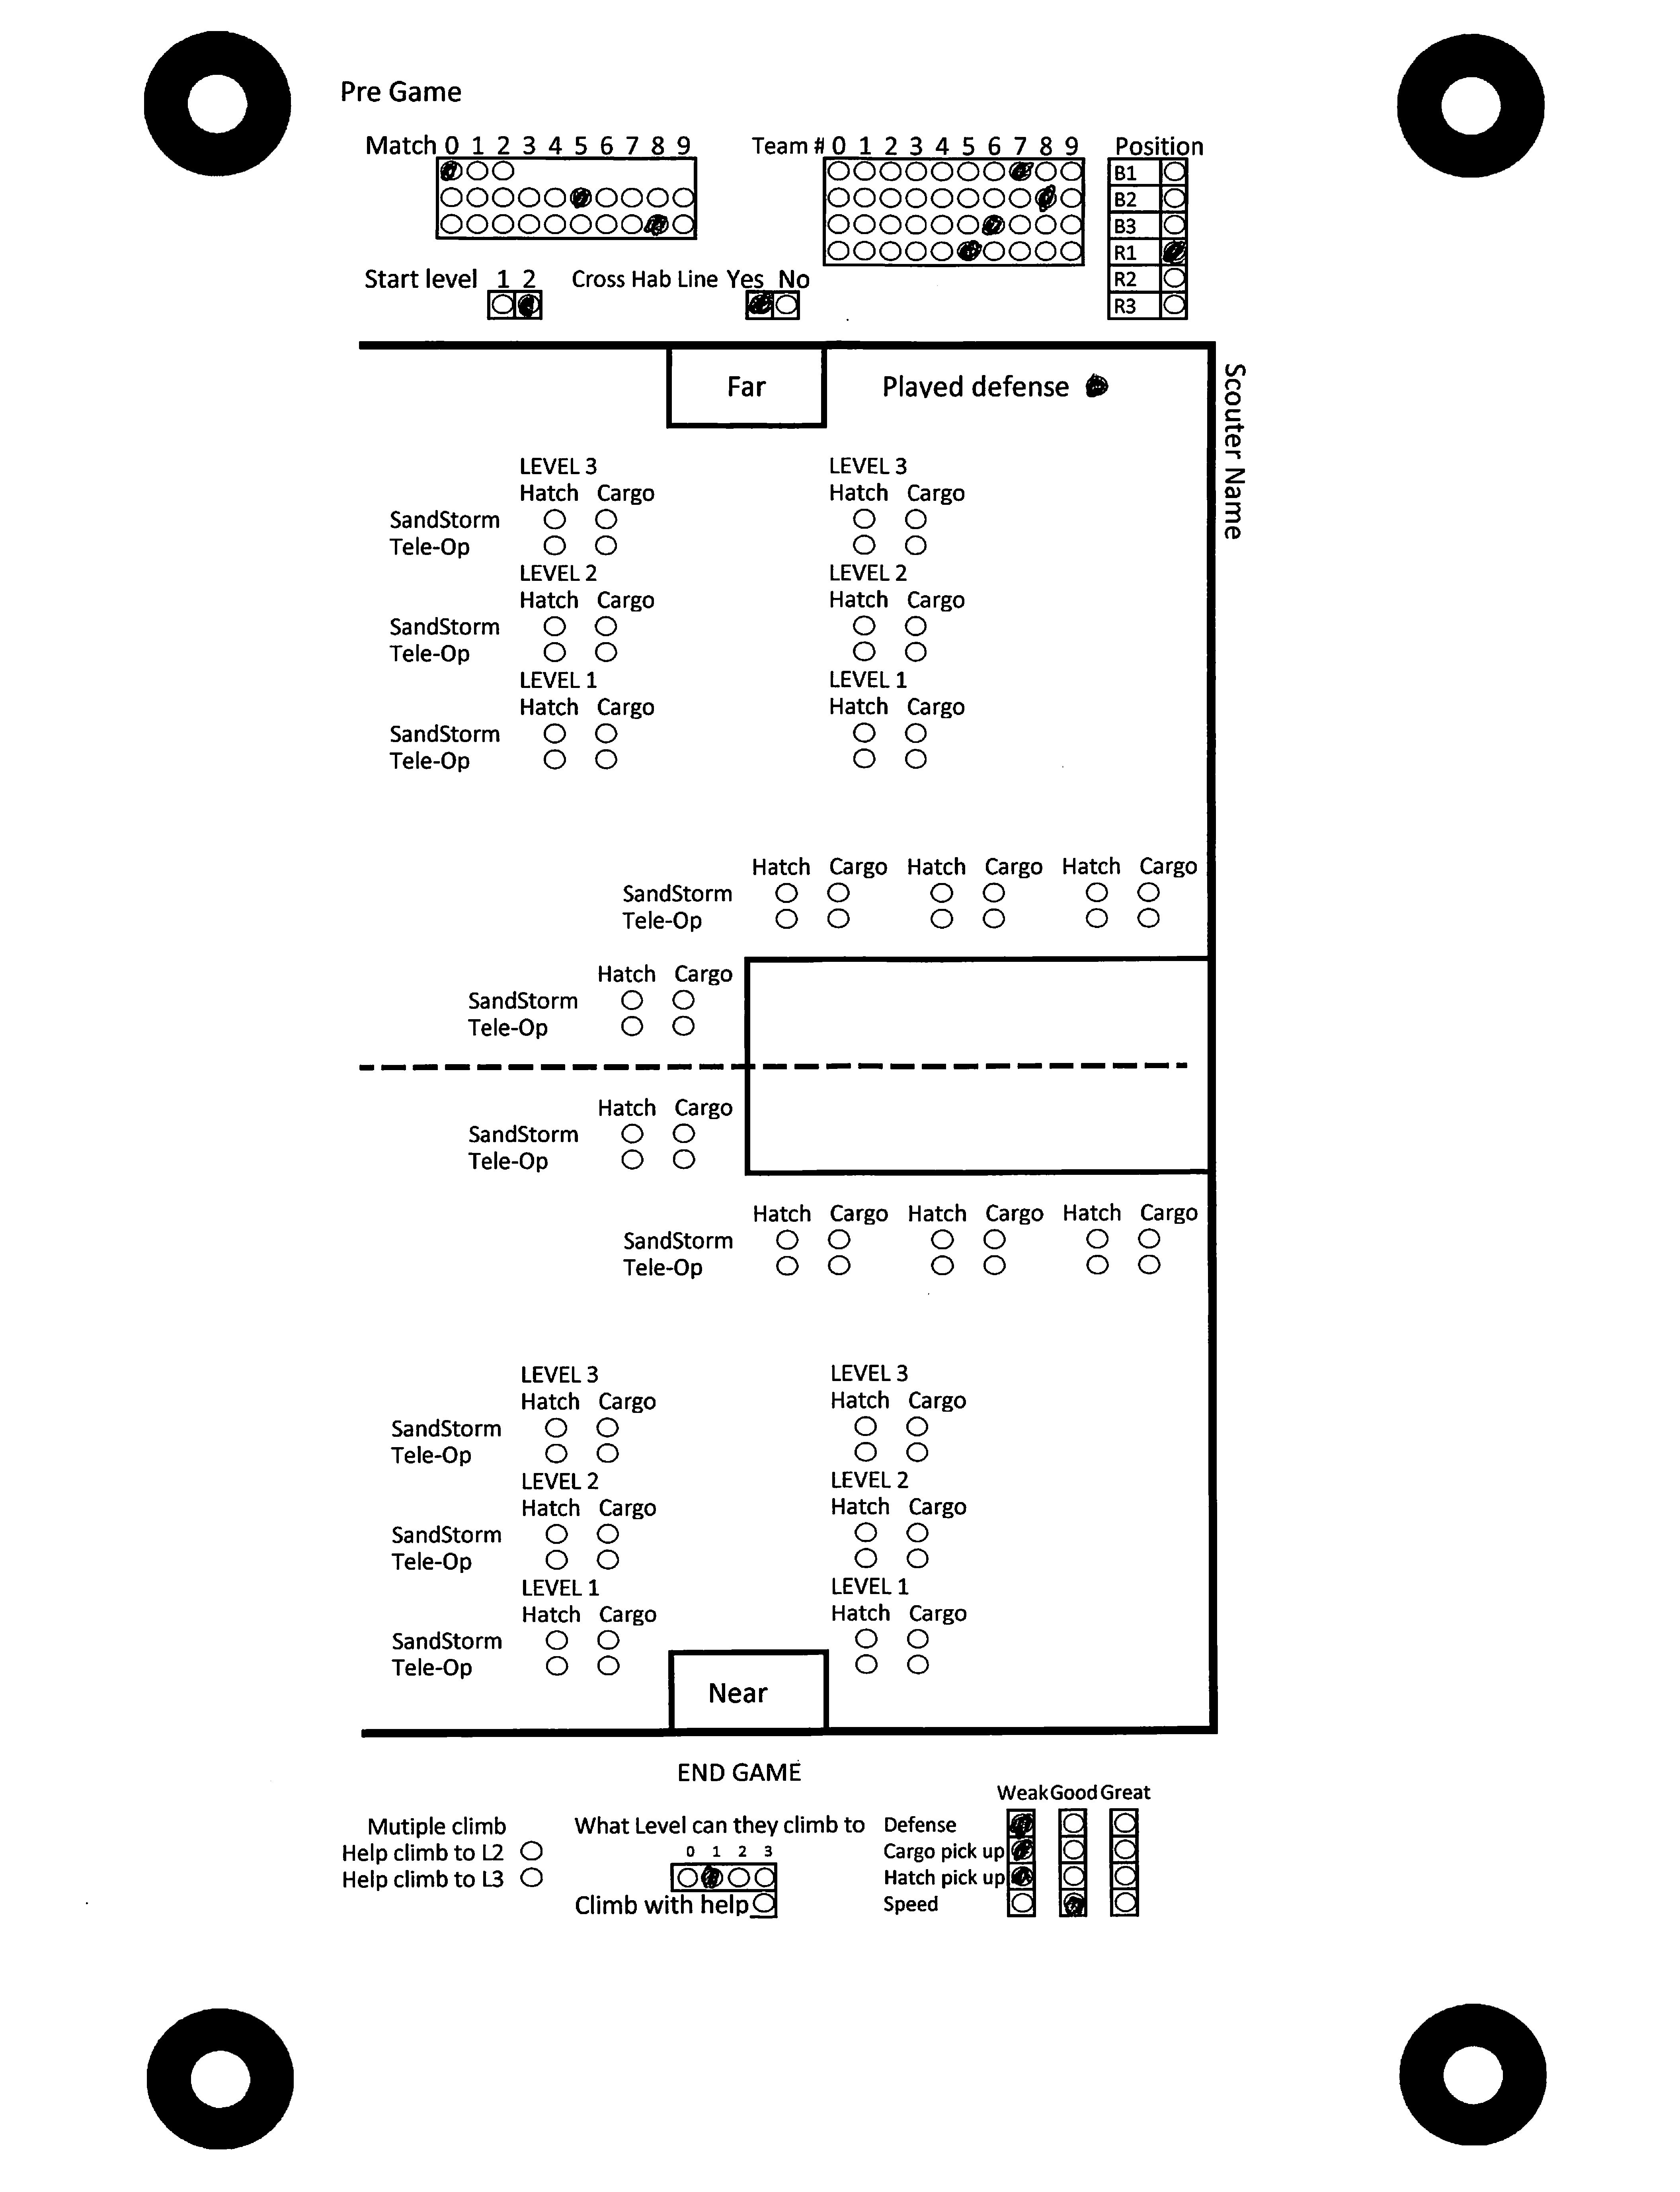 Pre Game
Match 0 1 2 3 4 5 6 7 8 9
Team # 0 1 2 3 4 5 6 7 8 9
Position
B1
B2
B3
R1
R2
R3
Start level 1 2
Cross Hab Line Yes No
Far
Played defense
Scouter Name
LEVEL 3 LEVEL 3
Hatch Cargo Hatch Cargo
SandStorm
Tele-Op
LEVEL 2 LEVEL 2
Hatch Cargo Hatch Cargo
SandStorm
Tele-Op
LEVEL 1 LEVEL 1
Hatch Cargo Hatch Cargo
SandStorm
Tele-Op
Hatch Cargo Hatch Cargo Hatch Cargo
SandStorm
Tele-Op
Hatch Cargo
SandStorm
Tele-Op
Hatch Cargo
SandStorm
Tele-Op
Hatch Cargo Hatch Cargo Hatch Cargo
SandStorm
Tele-Op
LEVEL 3 LEVEL 3
Hatch Cargo Hatch Cargo
SandStorm
Tele-Op
LEVEL 2 LEVEL 2
Hatch Cargo Hatch Cargo
SandStorm
Tele-Op
LEVEL 1 LEVEL 1
Hatch Cargo Hatch Cargo
SandStorm
Tele-Op
Near
END GAME
Mutiple climb
Help climb to L2
Help climb to L3
What Level can they climb to
0 1 2 3
Climb with help
Weak Good Great
Defense
Cargo pick up
Hatch pick up
Speed